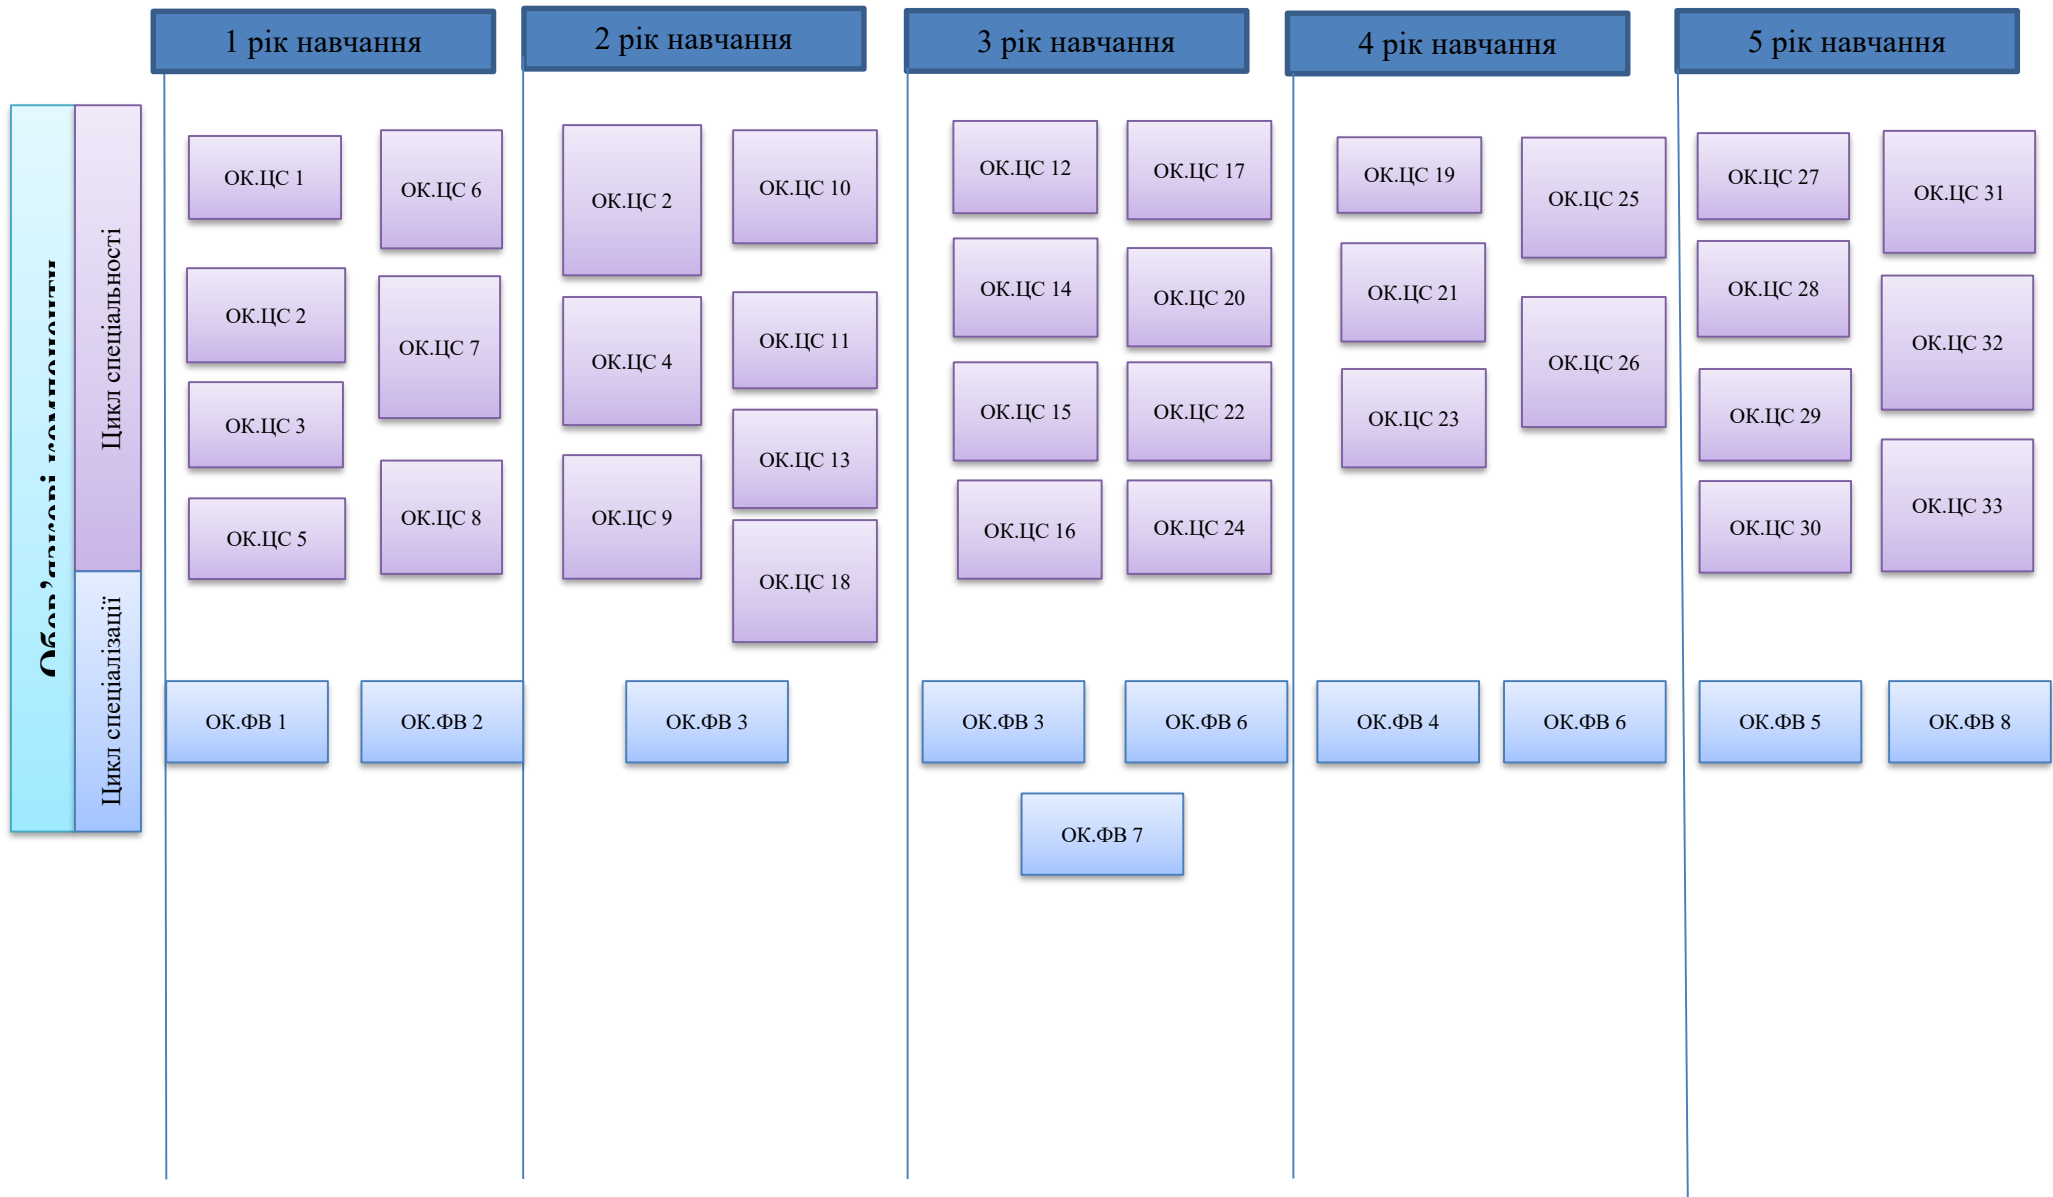 1 рік навчання
2 рік навчання
3 рік навчання
4 рік навчання
5 рік навчання
Цикл спеціальності
Цикл спеціалізації
ОК.ЦС 1
ОК.ЦС 2
ОК.ЦС 3
ОК.ЦС 5
ОК.ЦС 6
ОК.ЦС 7
ОК.ЦС 8
ОК.ФВ 1
ОК.ФВ 2
ОК.ЦС 2
ОК.ЦС 4
ОК.ЦС 9
ОК.ЦС 10
ОК.ЦС 11
ОК.ЦС 13
ОК.ЦС 18
ОК.ФВ 3
ОК.ЦС 12
ОК.ЦС 14
ОК.ЦС 15
ОК.ЦС 16
ОК.ЦС 17
ОК.ЦС 20
ОК.ЦС 22
ОК.ЦС 24
ОК.ФВ 3
ОК.ФВ 6
ОК.ФВ 7
ОК.ЦС 19
ОК.ЦС 21
ОК.ЦС 23
ОК.ЦС 25
ОК.ЦС 26
ОК.ФВ 4
ОК.ФВ 6
ОК.ЦС 27
ОК.ЦС 28
ОК.ЦС 29
ОК.ЦС 30
ОК.ЦС 31
ОК.ЦС 32
ОК.ЦС 33
ОК.ФВ 5
ОК.ФВ 8